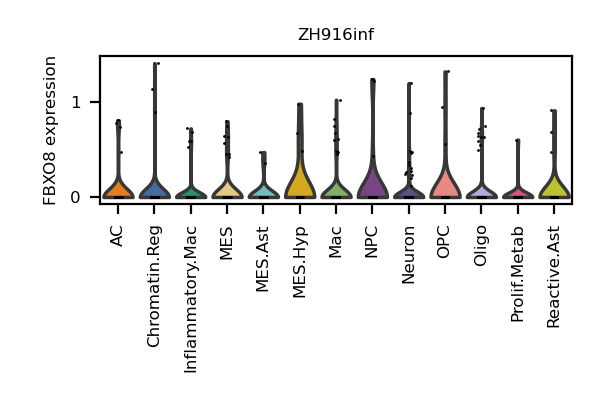 ZH916inf
FBXO8 expression
1
0
AC
Chromatin.Reg
Inflammatory.Mac
MES
MES.Ast
MES.Hyp
Mac
NPC
Neuron
OPC
Oligo
Prolif.Metab
Reactive.Ast